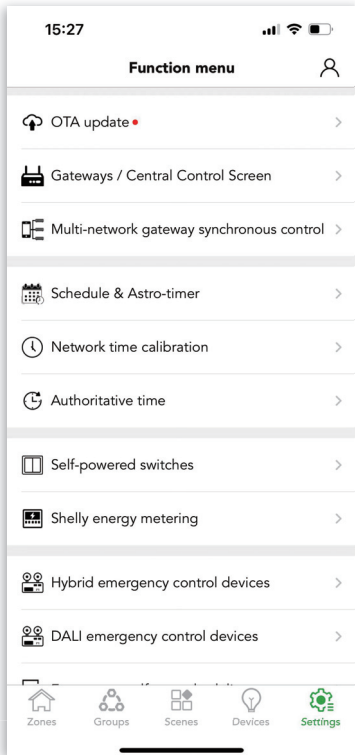 15:27
Function menu
OTA update
Gateways / Central Control Screen
Multi-network gateway synchronous control
Schedule & Astro-timer
Network time calibration
Authoritative time
Self-powered switches
Shelly energy metering
Hybrid emergency control devices
DALI emergency control devices
Zones Groups Scenes Devices Settings